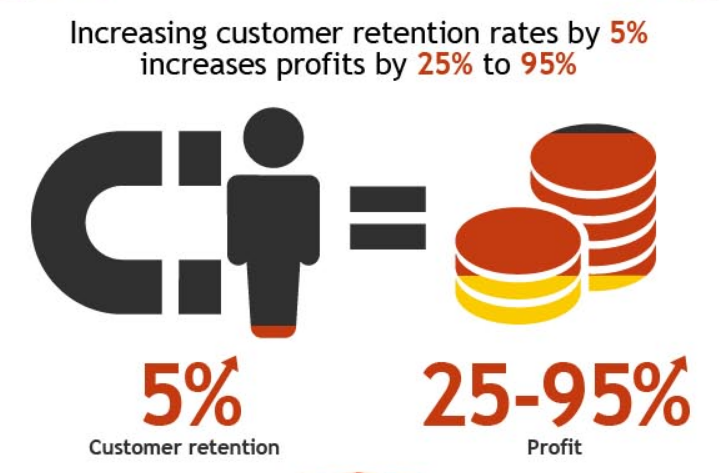 Increasing customer retention rates by 5%
increases profits by 25% to 95%
5%
25-95%
Customer retention
Profit